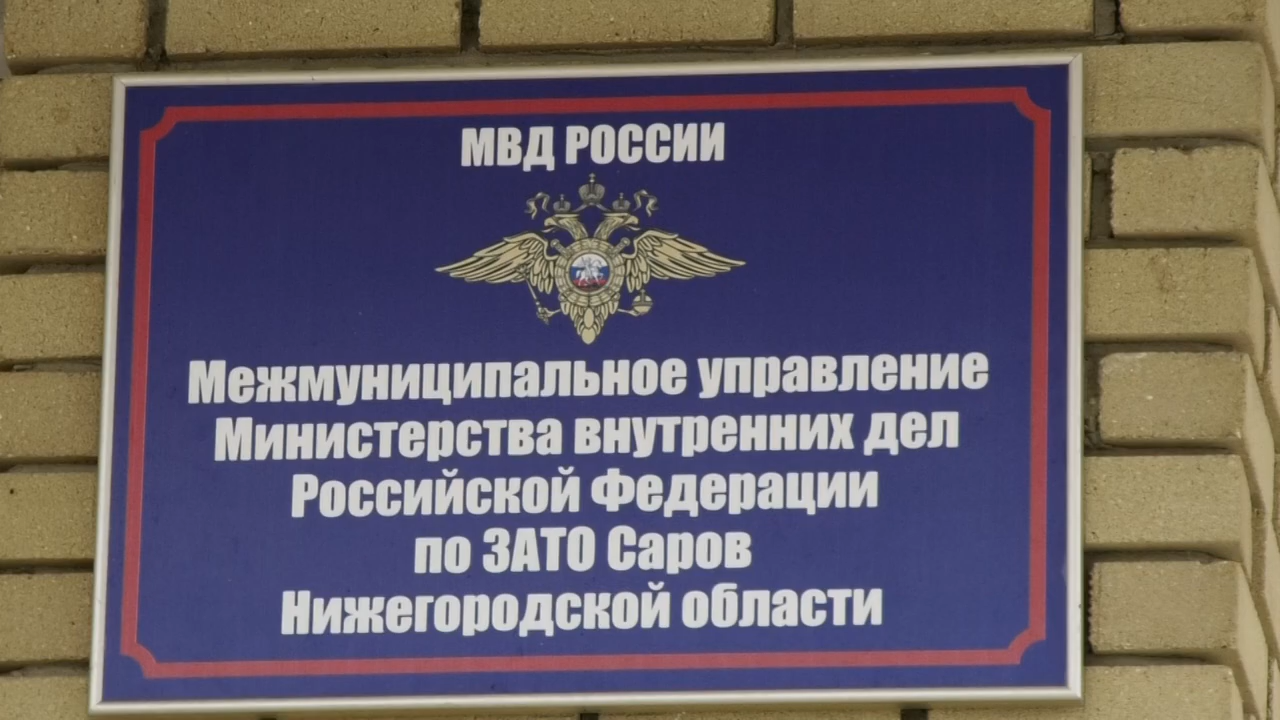 МВД РОССИИ
Межмуниципальное управление
Министерства внутренних дел
Российской Федерации
по ЗАТО Саров
Нижегородской области